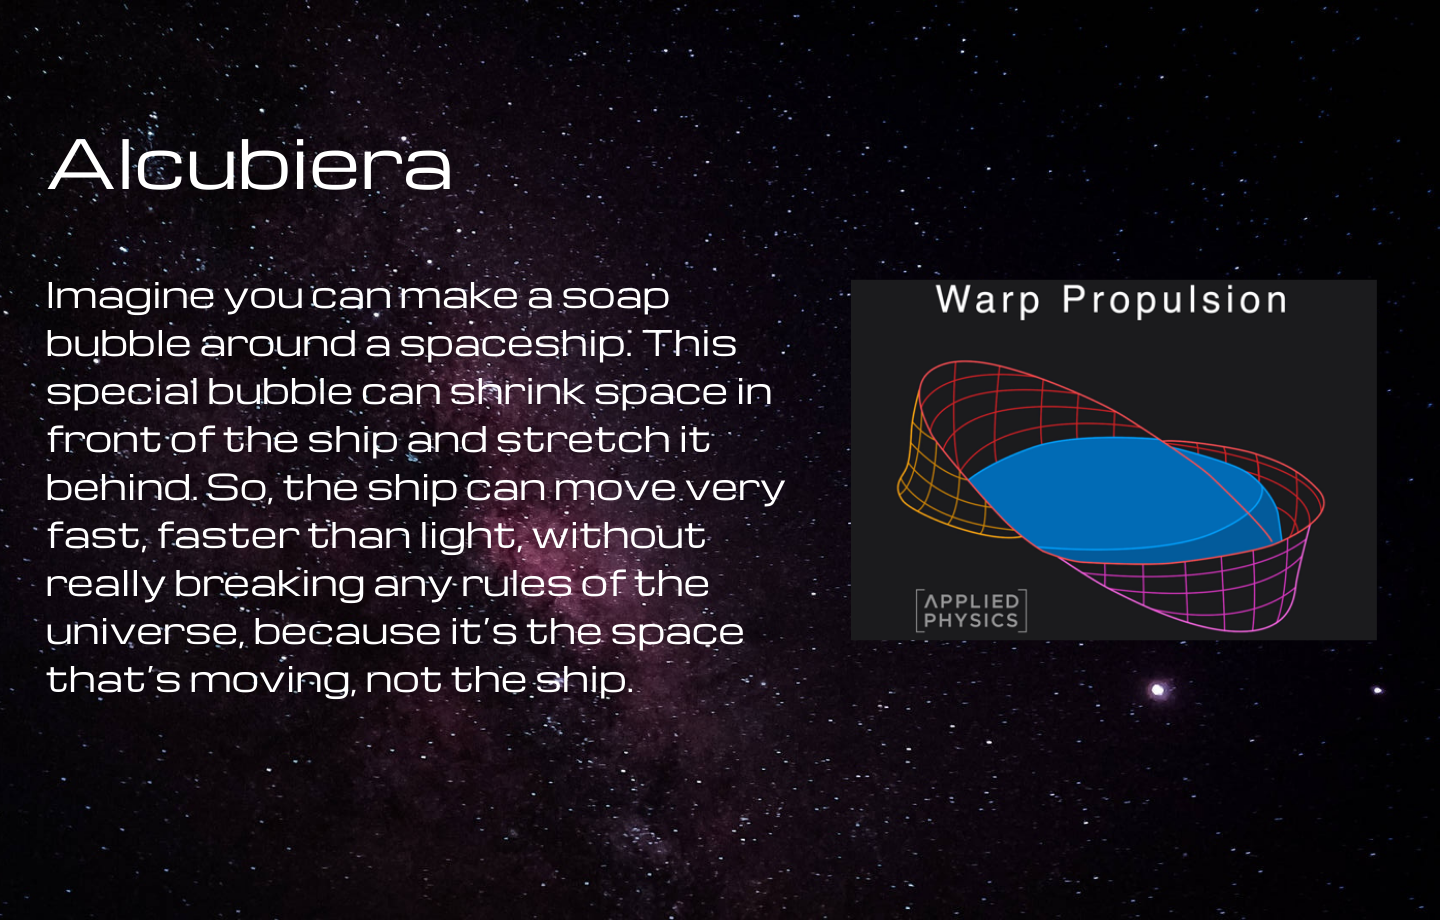 Alcubiera
Imagine you can make a soap
bubble around a spaceship. This
special bubble can shrink space in
front of the ship and stretch it
behind. So, the ship can move very
fast, faster than light, without
really breaking any rules of the
universe, because it's the space
that's moving, not the ship.
Warp Propulsion
[APPLIED
PHYSICS]